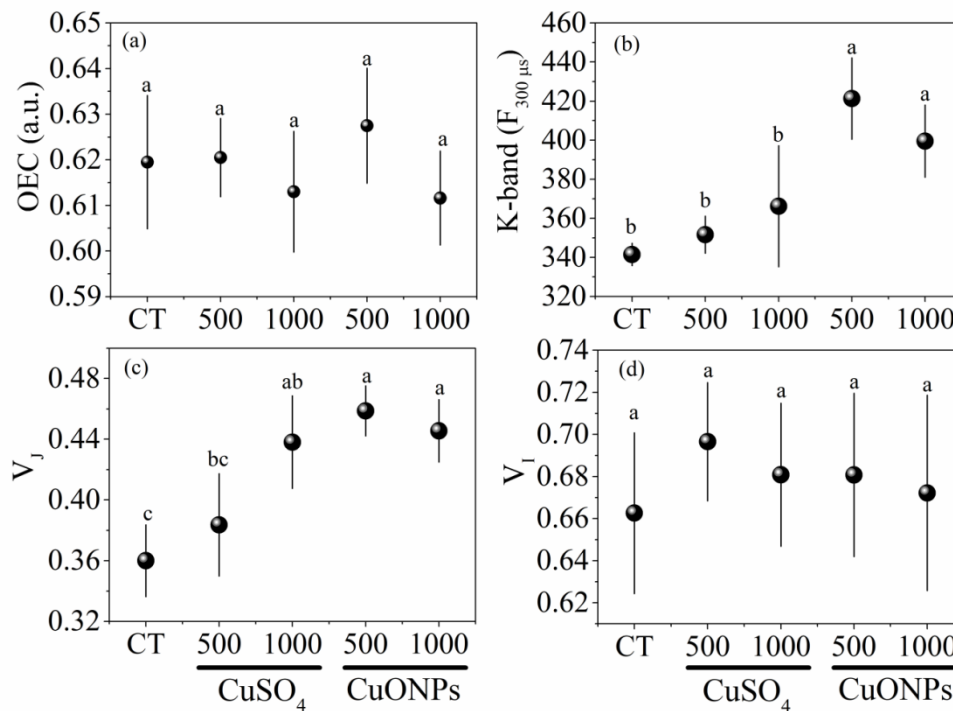 (a)
OEC (a.u.)
0.65
0.64
0.63
0.62
0.61
0.60
0.59
a a a a a
CT 500 1000 500 1000
(b)
K-band (F300 μs)
460
440
420
400
380
360
340
320
b b b a a
CT 500 1000 500 1000
(c)
VJ
0.48
0.44
0.40
0.36
0.32
c bc ab a a
CT 500 1000 500 1000
CuSO4 CuONPs
(d)
VI
0.74
0.72
0.70
0.68
0.66
0.64
0.62
a a a a a
CT 500 1000 500 1000
CuSO4 CuONPs